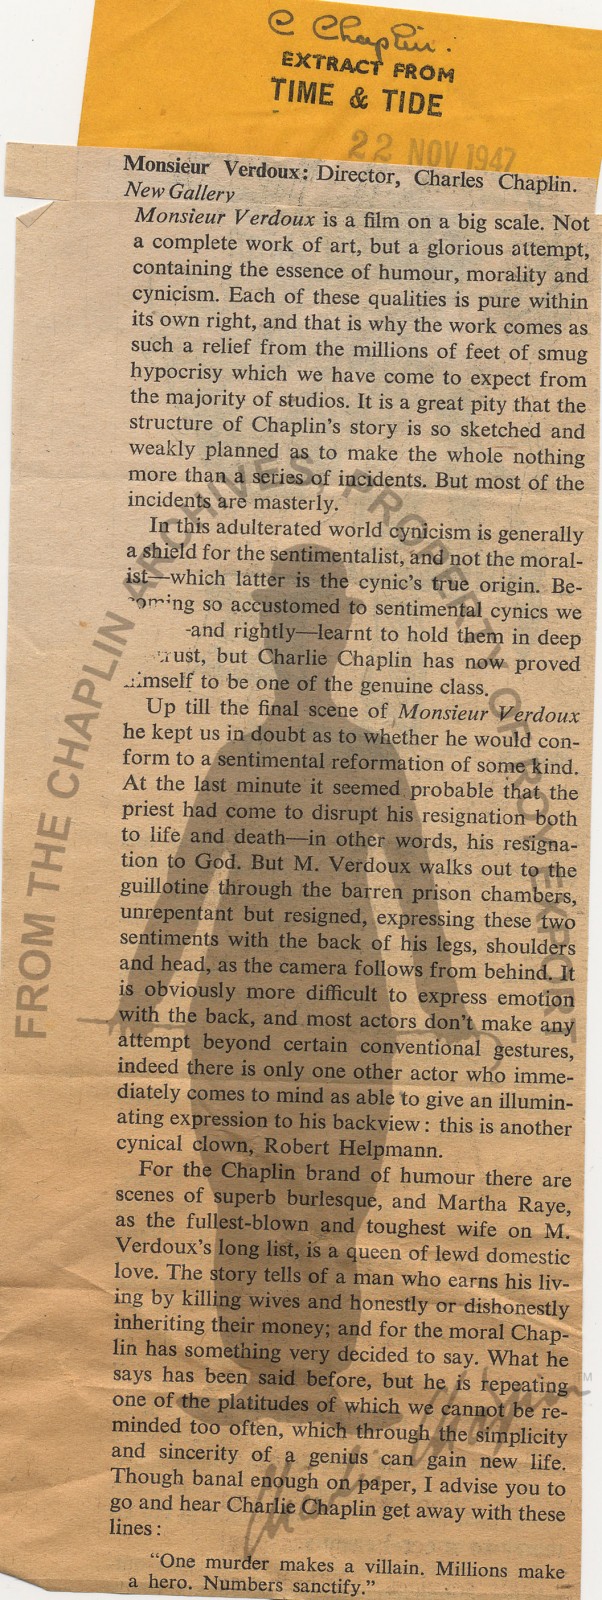 C Chaplin.
EXTRACT FROM
TIME & TIDE
22 NOV 1947
Monsieur Verdoux: Director, Charles Chaplin.
New Gallery
Monsieur Verdoux is a film on a big scale. Not
a complete work of art, but a glorious attempt,
containing the essence of humour, morality and
cynicism. Each of these qualities is pure within
its own right, and that is why the work comes as
such a relief from the millions of feet of smug
hypocrisy which we have come to expect from
the majority of studios. It is a great pity that the
structure of Chaplin's story is so sketched and
weakly planned as to make the whole nothing
more than a series of incidents. But most of the
incidents are masterly.
In this adulterated world cynicism is generally
a shield for the sentimentalist, and not the moral-
ist—which latter is the cynic's true origin. Be-
coming so accustomed to sentimental cynics we
-and rightly—learnt to hold them in deep
rust, but Charlie Chaplin has now proved
imself to be one of the genuine class.
Up till the final scene of Monsieur Verdoux
he kept us in doubt as to whether he would con-
form to a sentimental reformation of some kind.
At the last minute it seemed probable that the
priest had come to disrupt his resignation both
to life and death—in other words, his resigna-
tion to God. But M. Verdoux walks out to the
guillotine through the barren prison chambers,
unrepentant but resigned, expressing these two
sentiments with the back of his legs, shoulders
and head, as the camera follows from behind. It
is obviously more difficult to express emotion
with the back, and most actors don't make any
attempt beyond certain conventional gestures,
indeed there is only one other actor who imme-
diately comes to mind as able to give an illumin-
ating expression to his backview: this is another
cynical clown, Robert Helpmann.
For the Chaplin brand of humour there are
scenes of superb burlesque, and Martha Raye,
as the fullest-blown and toughest wife on M.
Verdoux's long list, is a queen of lewd domestic
love. The story tells of a man who earns his liv-
ing by killing wives and honestly or dishonestly
inheriting their money; and for the moral Chap-
lin has something very decided to say. What he
says has been said before, but he is repeating
one of the platitudes of which we cannot be re-
minded too often, which through the simplicity
and sincerity of a genius can gain new life.
Though banal enough on paper, I advise you to
go and hear Charlie Chaplin get away with these
lines:
"One murder makes a villain. Millions make
a hero. Numbers sanctify."
FROM THE CHAPLIN ARCHIVES, PROPERTY OF ROY EXPORT
Charlie Chaplin TM